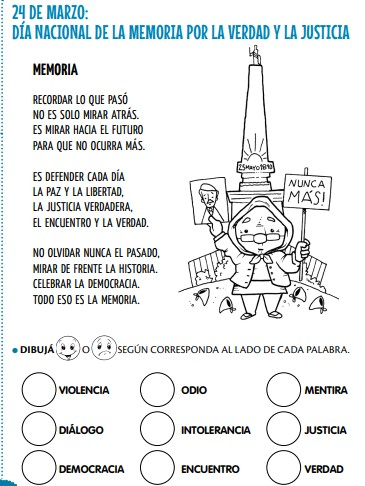 24 DE MARZO:
DÍA NACIONAL DE LA MEMORIA POR LA VERDAD Y LA JUSTICIA
MEMORIA
RECORDAR LO QUE PASÓ
NO ES SOLO MIRAR ATRÁS.
ES MIRAR HACIA EL FUTURO
PARA QUE NO OCURRA MÁS.
ES DEFENDER CADA DÍA
LA PAZ Y LA LIBERTAD,
LA JUSTICIA VERDADERA,
EL ENCUENTRO Y LA VERDAD.
NO OLVIDAR NUNCA EL PASADO,
MIRAR DE FRENTE LA HISTORIA.
CELEBRAR LA DEMOCRACIA.
TODO ESO ES LA MEMORIA.
25 MAYO 1810
NUNCA
MÁS!
• DIBUJÁ O SEGÚN CORRESPONDA AL LADO DE CADA PALABRA.
VIOLENCIA ODIO MENTIRA
DIÁLOGO INTOLERANCIA JUSTICIA
DEMOCRACIA ENCUENTRO VERDAD